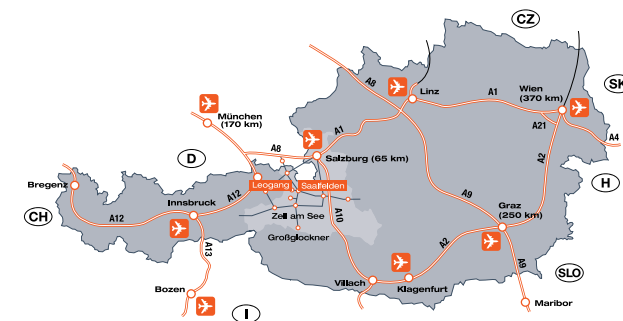 CZ
A8
Linz
A1
Wien
(370 km)
SK
München
(170 km)
A21
A4
A1
A8
D
Salzburg (65 km)
A2
H
Bregenz
Leogang
Saalfelden
Innsbruck
A12
A9
CH
A12
Zell am See
A10
Graz
(250 km)
Großglockner
A13
A2
A9
SLO
Bozen
Villach
Klagenfurt
Maribor
I